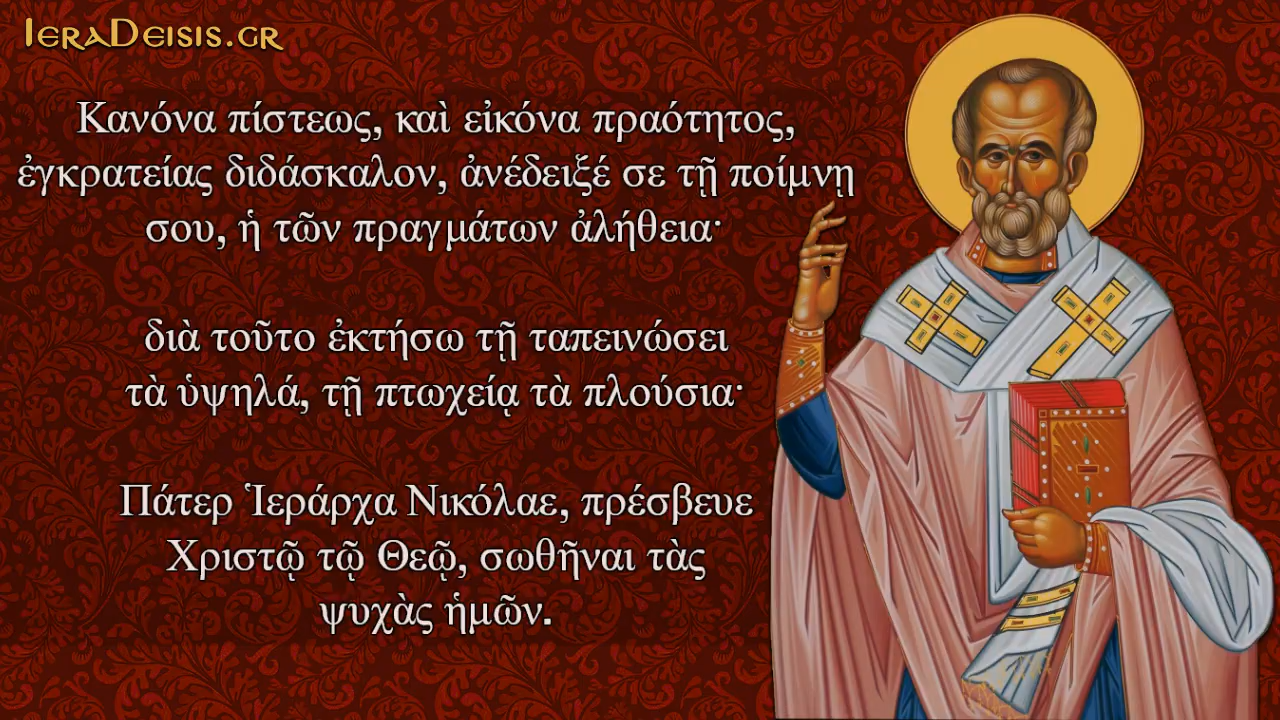 IERADEISIS.GR
Κανόνα πίστεως, καὶ εἰκόνα πραότητος,
ἐγκρατείας διδάσκαλον, ἀνέδειξέ σε τῇ ποίμνῃ
σου, ἡ τῶν πραγμάτων ἀλήθεια·
διὰ τοῦτο ἐκτήσω τῇ ταπεινώσει
τὰ ὑψηλά, τῇ πτωχείᾳ τὰ πλούσια·
Πάτερ Ἱεράρχα Νικόλαε, πρέσβευε
Χριστῷ τῷ Θεῷ, σωθῆναι τὰς
ψυχὰς ἡμῶν.